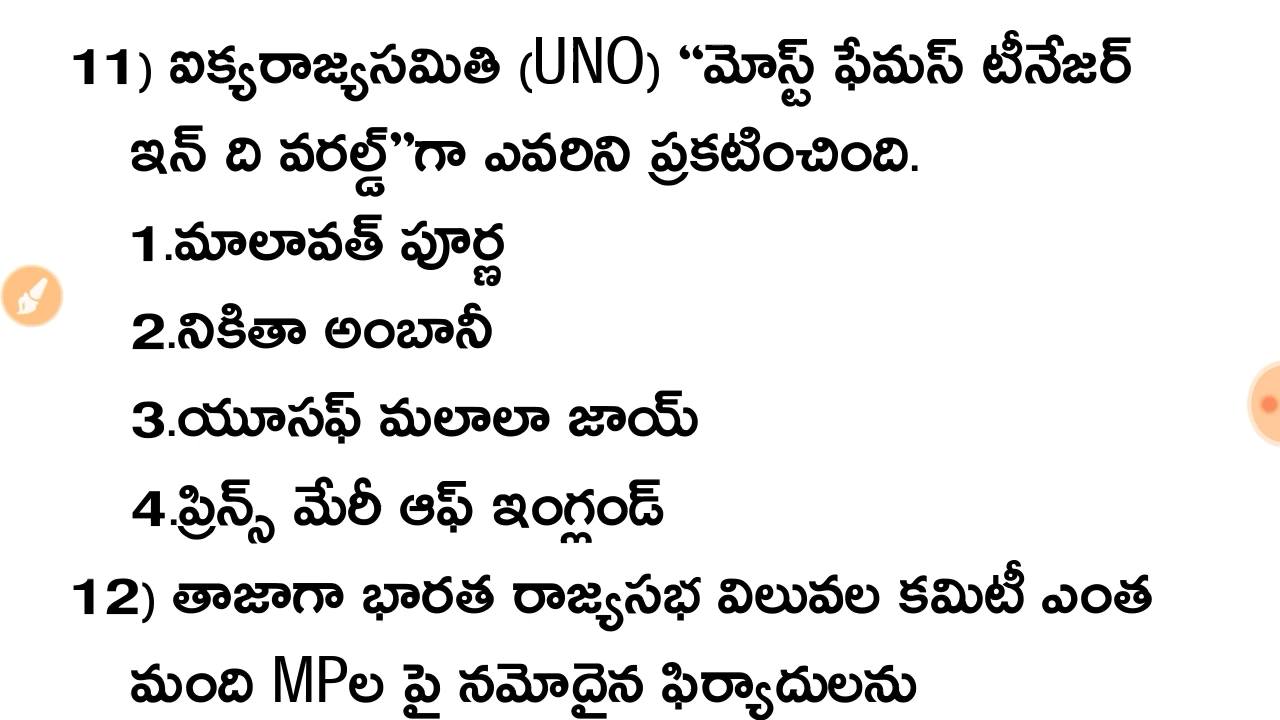 11) ఐక్యరాజ్యసమితి (UNO) “మోస్ట్ ఫేమస్ టీనేజర్
ఇన్ ది వరల్డ్”గా ఎవరిని ప్రకటించింది.
1.మాలావత్ పూర్ణ
2.నికితా అంబానీ
3.యూసఫ్ మలాలా జాయ్
4.ప్రిన్స్ మేరీ ఆఫ్ ఇంగ్లండ్
12) తాజాగా భారత రాజ్యసభ విలువల కమిటీ ఎంత
మంది MPల పై నమోదైన ఫిర్యాదులను